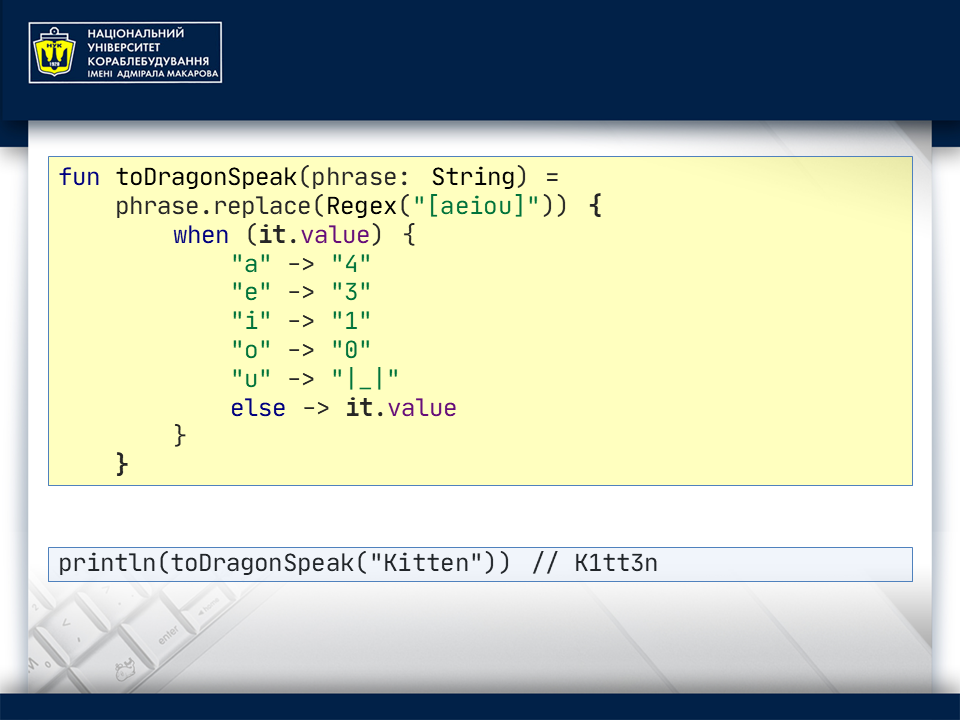 НАЦІОНАЛЬНИЙ
УНІВЕРСИТЕТ
КОРАБЛЕБУДУВАННЯ
ІМЕНІ АДМІРАЛА МАКАРОВА
НУК
1920
fun toDragonSpeak(phrase: String) =
    phrase.replace(Regex("[aeiou]")) {
        when (it.value) {
            "a" -> "4"
            "e" -> "3"
            "i" -> "1"
            "o" -> "0"
            "u" -> "|_|"
            else -> it.value
        }
    }
println(toDragonSpeak("Kitten")) // K1tt3n
enter